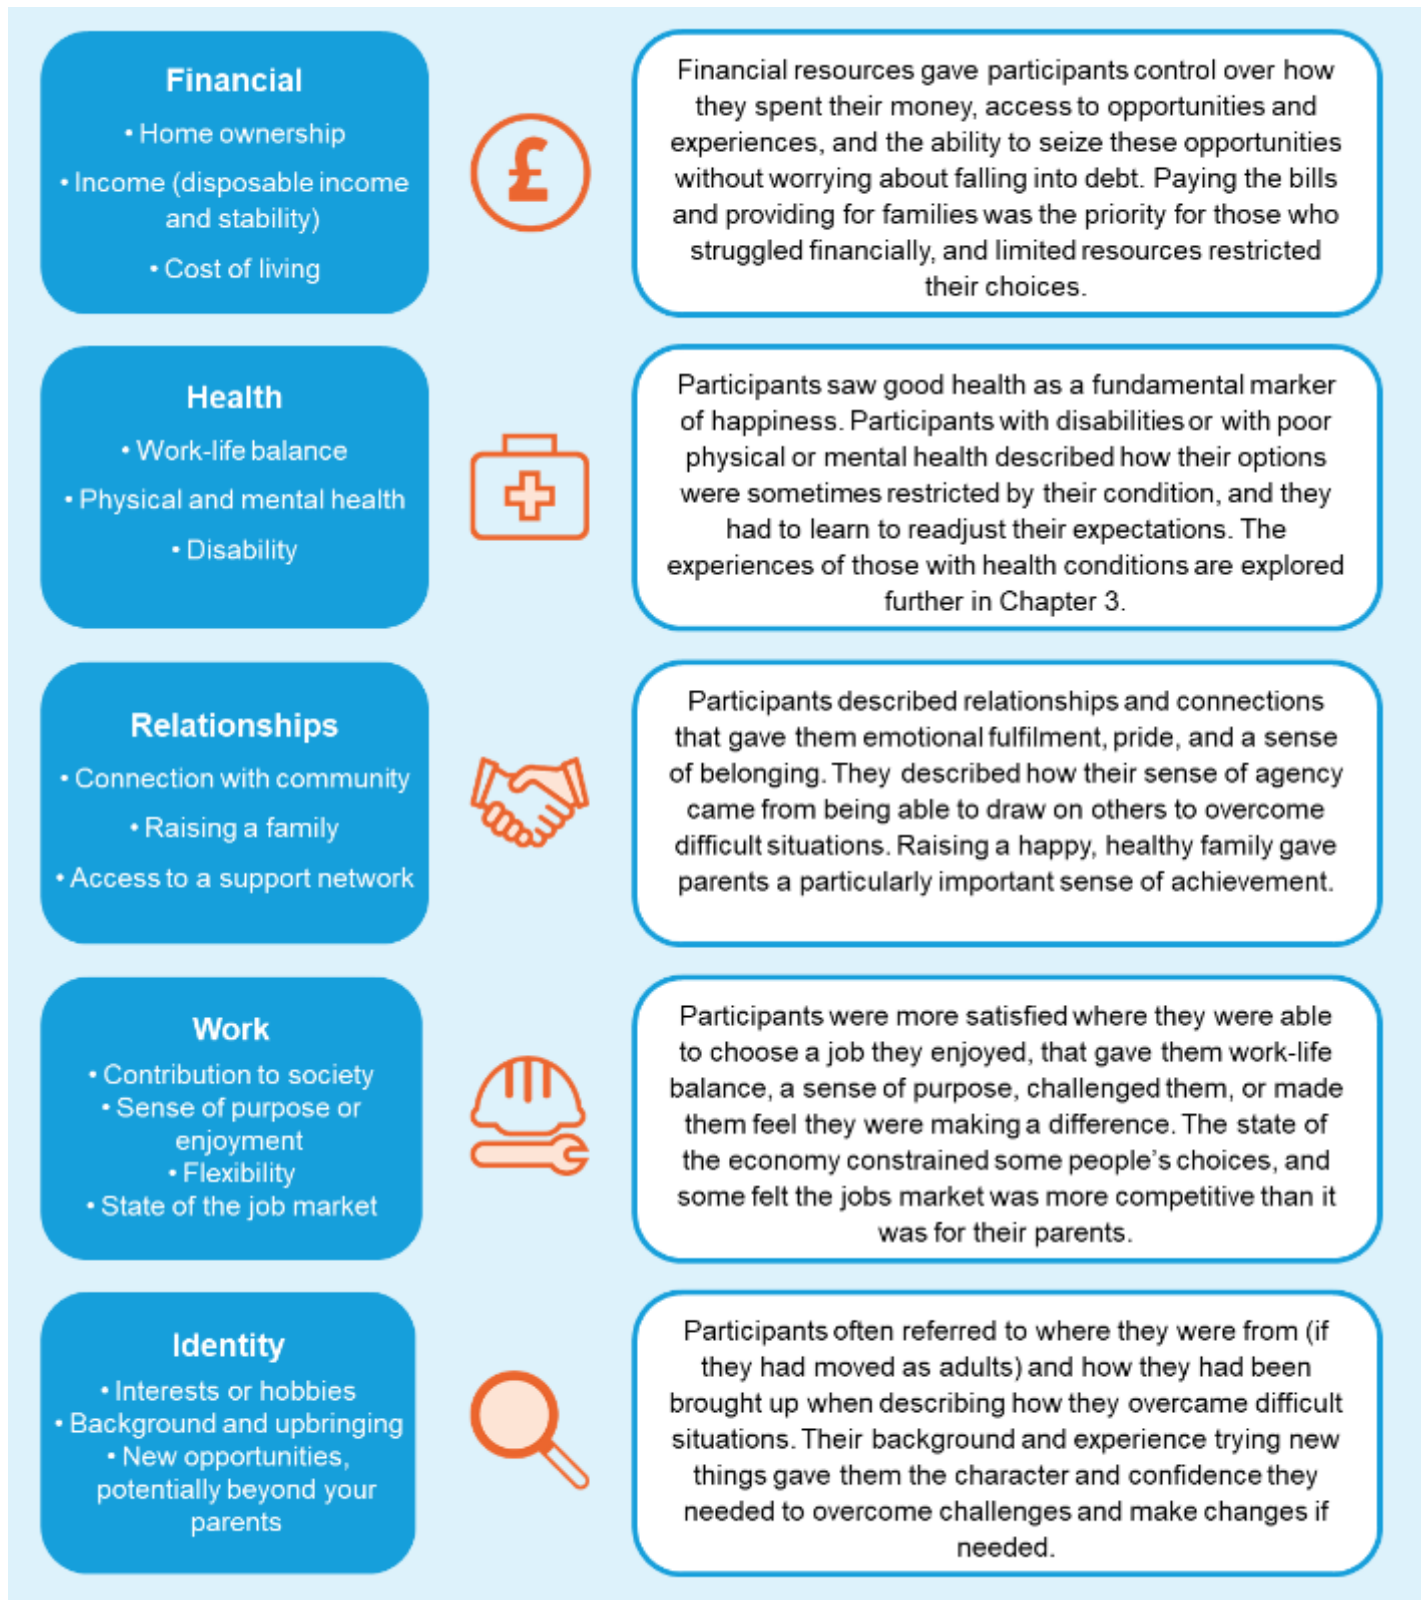 Financial
• Home ownership
• Income (disposable income
and stability)
• Cost of living
£
Financial resources gave participants control over how
they spent their money, access to opportunities and
experiences, and the ability to seize these opportunities
without worrying about falling into debt. Paying the bills
and providing for families was the priority for those who
struggled financially, and limited resources restricted
their choices.
Health
• Work-life balance
• Physical and mental health
• Disability
Participants saw good health as a fundamental marker
of happiness. Participants with disabilities or with poor
physical or mental health described how their options
were sometimes restricted by their condition, and they
had to learn to readjust their expectations. The
experiences of those with health conditions are explored
further in Chapter 3.
Relationships
• Connection with community
• Raising a family
• Access to a support network
Participants described relationships and connections
that gave them emotional fulfilment, pride, and a sense
of belonging. They described how their sense of agency
came from being able to draw on others to overcome
difficult situations. Raising a happy, healthy family gave
parents a particularly important sense of achievement.
Work
• Contribution to society
• Sense of purpose or
enjoyment
• Flexibility
• State of the job market
Participants were more satisfied where they were able
to choose a job they enjoyed, that gave them work-life
balance, a sense of purpose, challenged them, or made
them feel they were making a difference. The state of
the economy constrained some people’s choices, and
some felt the jobs market was more competitive than it
was for their parents.
Identity
• Interests or hobbies
• Background and upbringing
• New opportunities,
potentially beyond your
parents
Participants often referred to where they were from (if
they had moved as adults) and how they had been
brought up when describing how they overcame difficult
situations. Their background and experience trying new
things gave them the character and confidence they
needed to overcome challenges and make changes if
needed.